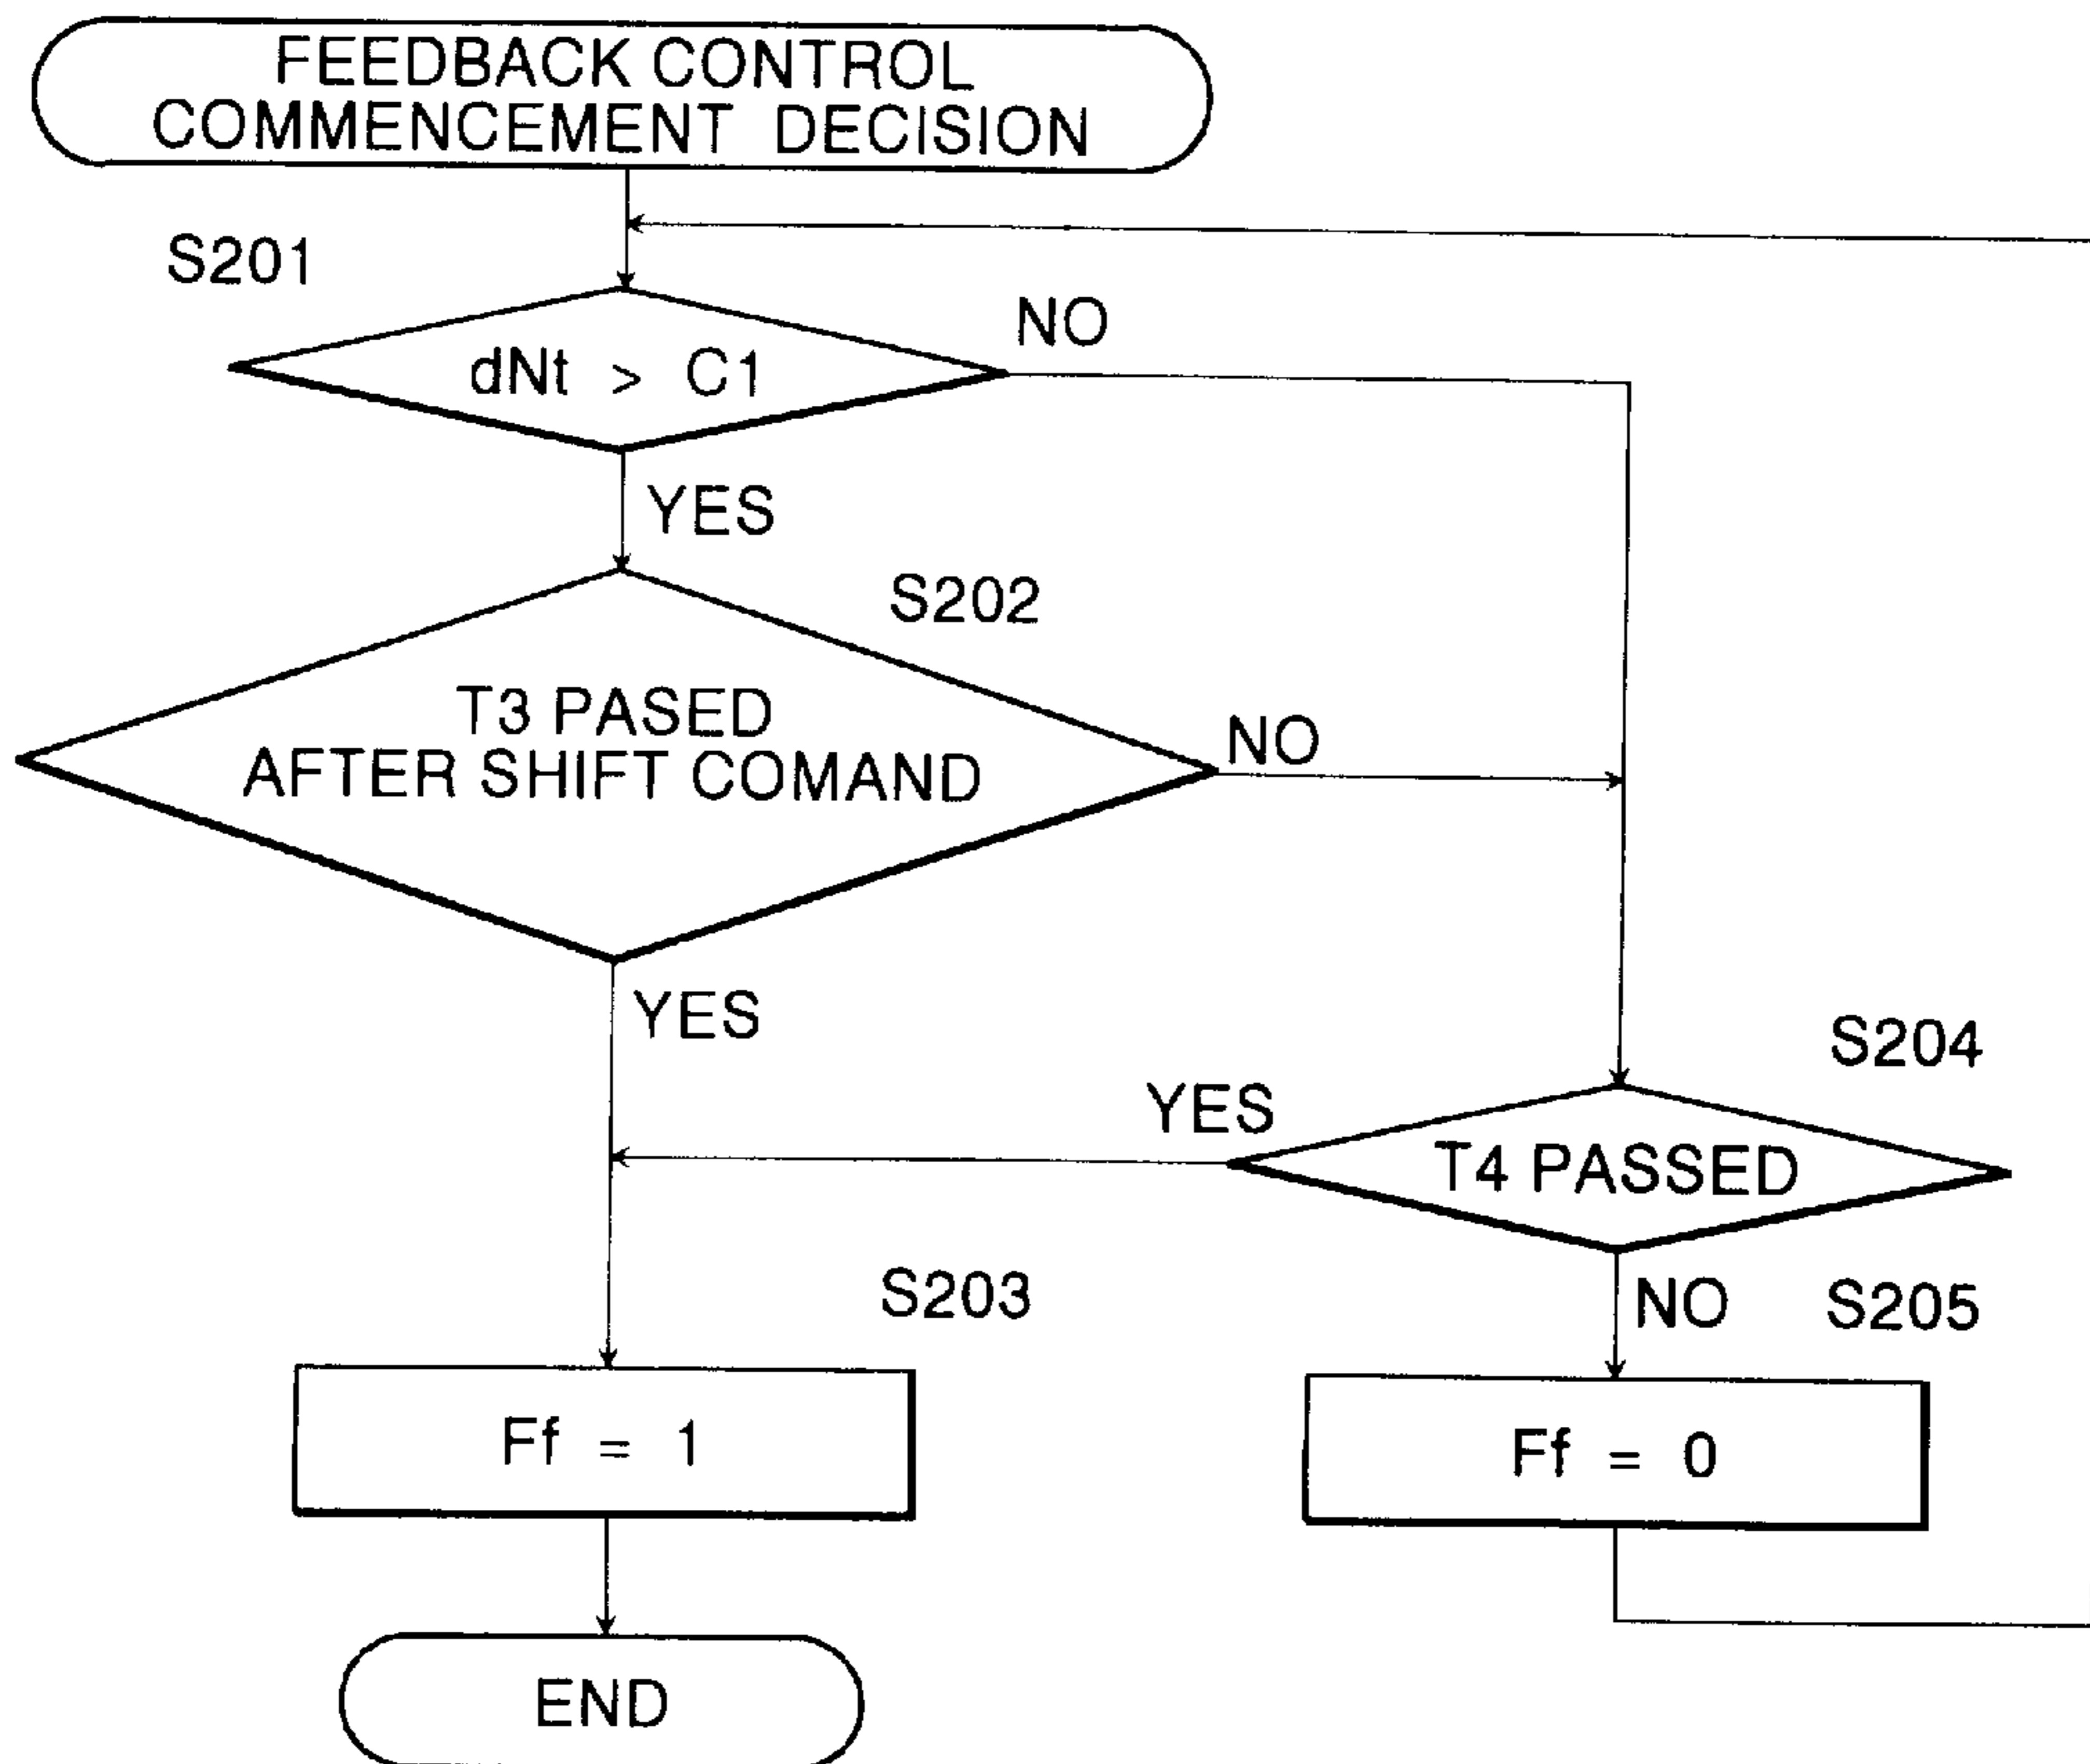 FEEDBACK CONTROL
COMMENCEMENT DECISION
S201
NO
dNt > C1
YES
S202
T3 PASED
AFTER SHIFT COMAND
NO
YES
S204
YES
T4 PASSED
S203
NO
S205
Ff = 1
Ff = 0
END